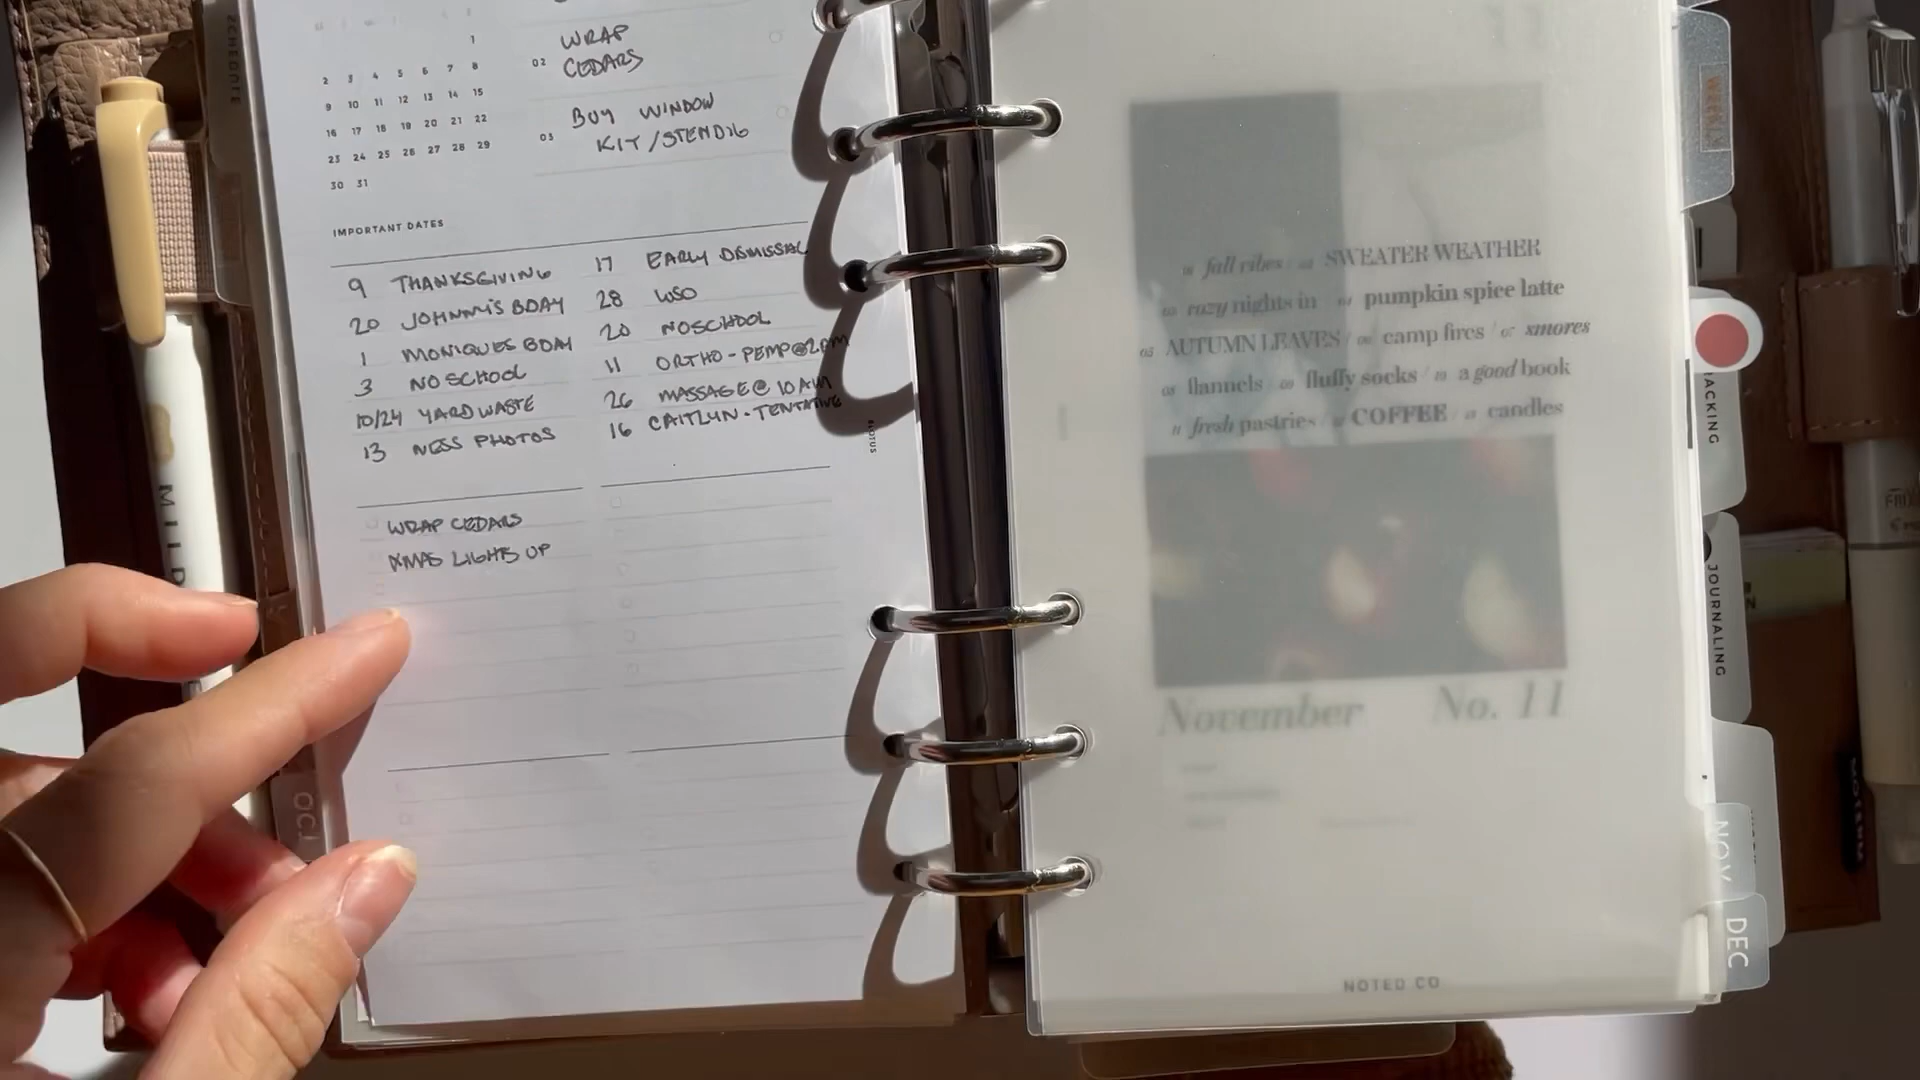 SCHEDULE
1
2 3 4 5 6 7 8
9 10 11 12 13 14 15
16 17 18 19 20 21 22
23 24 25 26 27 28 29
30 31
02 WRAP
CEDARS
03 BUY WINDOW
KIT /
IMPORTANT DATES
9 THANKSGIVING
20 JOHNNY'S BDAY
1 MONIQUES BDAY
3 NO SCHOOL
10/24 YARD WASTE
13 NESS PHOTOS
17 EARLY DISMISSAL
28 WSO
20 NO SCHOOL
11 ORTHO - PEMP@2PM
26 MASSAGE@ 10 AM
16 CAITLYN - TENTATIVE
WRAP CEDARS
XMAS LIGHTS UP
MILD
OCT
fall vibes / SWEATER WEATHER
cozy nights in pumpkin spice latte
05 AUTUMN LEAVES / camp fires / smores
flannels fluffy socks / a good book
11 fresh pastries / COFFEE / candles
November No. 11
NOTED CO
JOURNALING
NOV
DEC